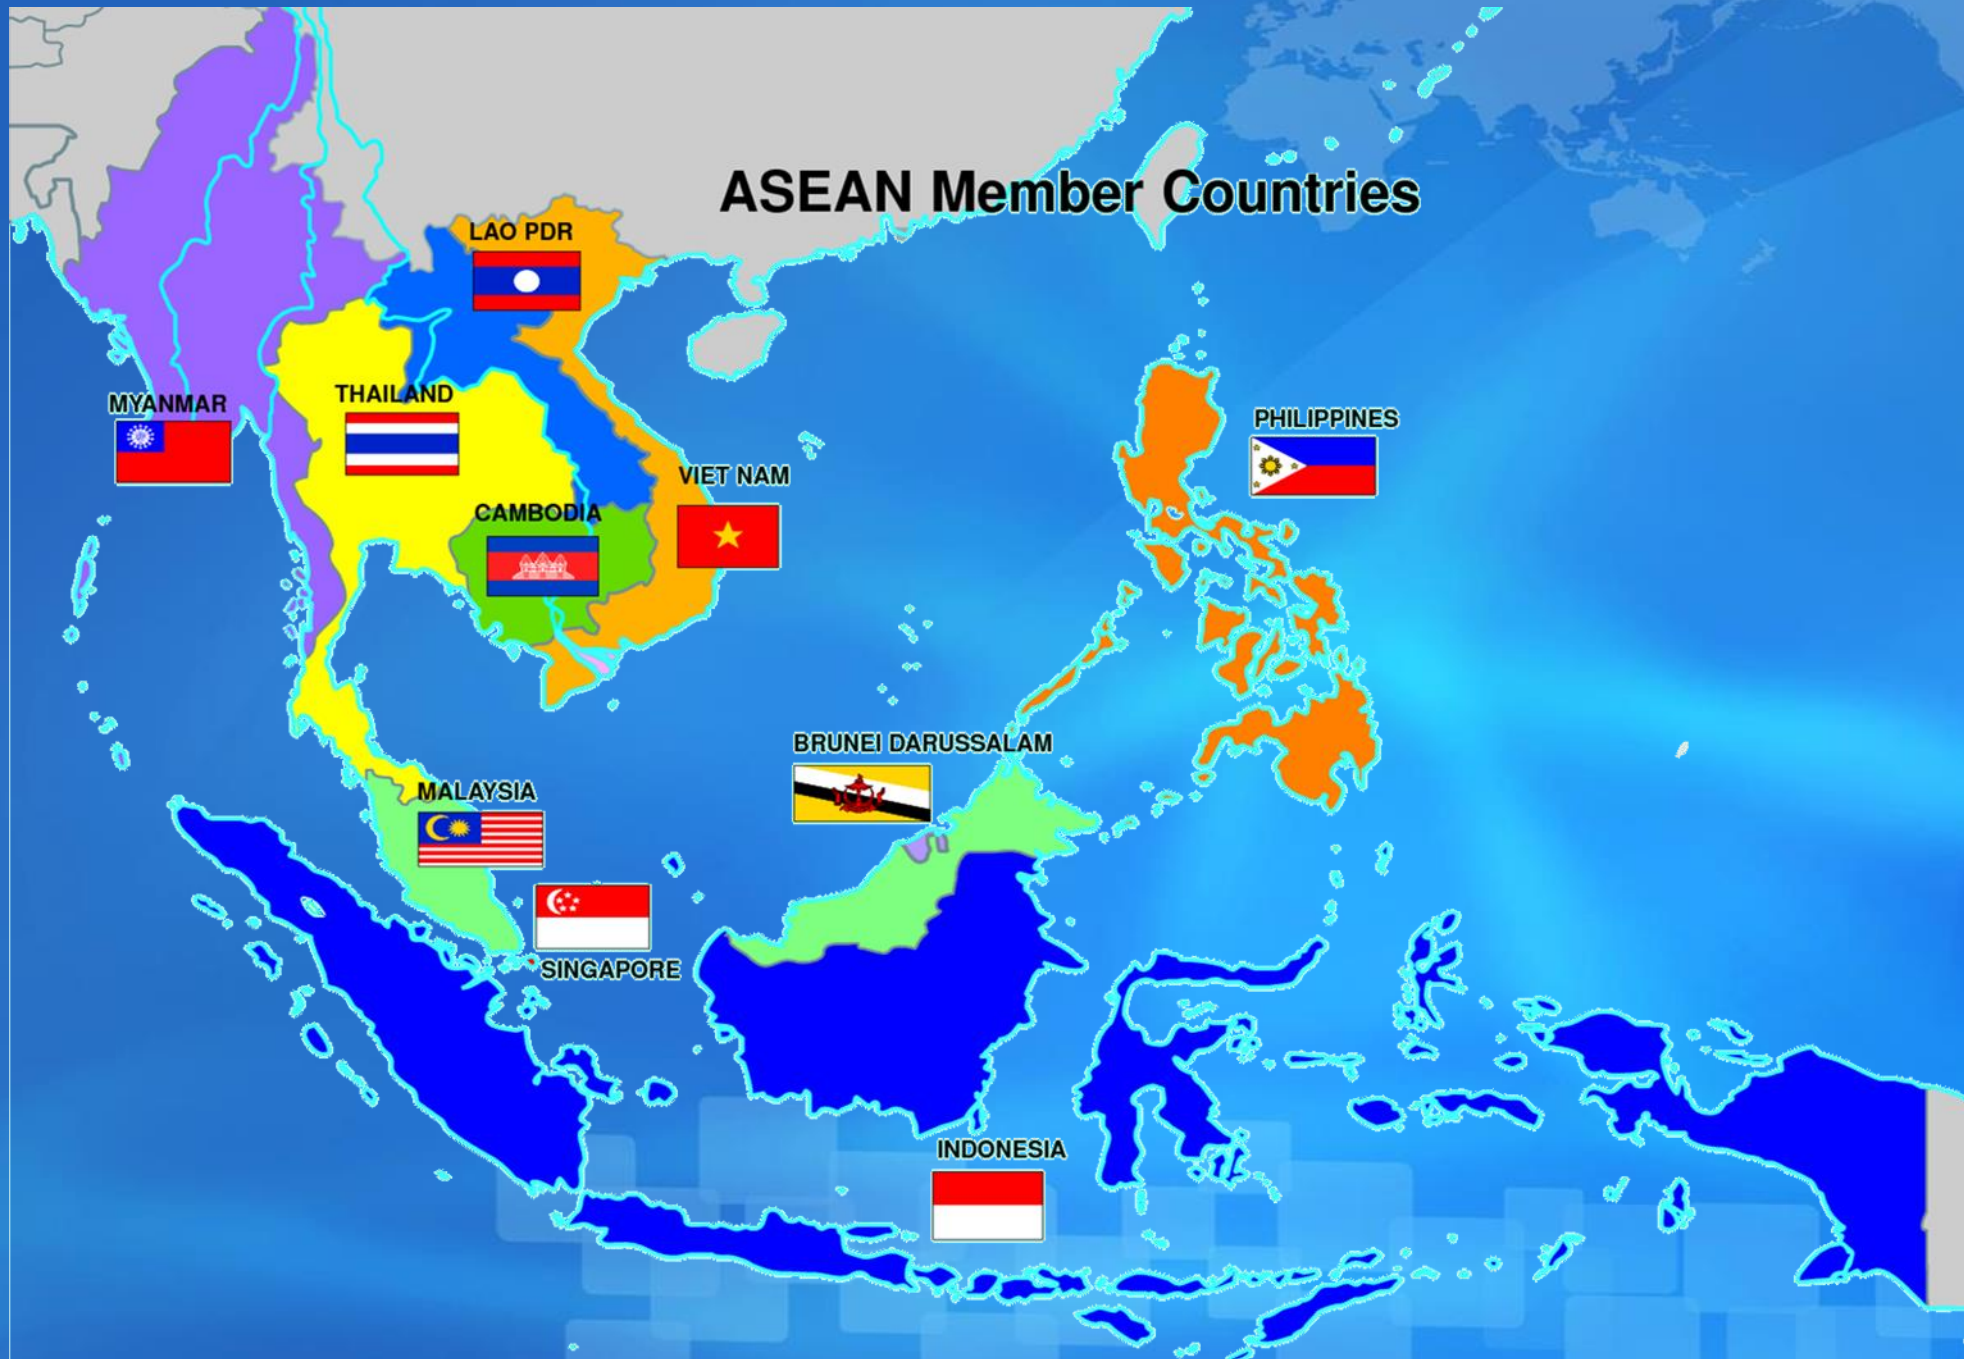 ASEAN Member Countries
LAO PDR
MYANMAR
THAILAND
PHILIPPINES
VIET NAM
CAMBODIA
BRUNEI DARUSSALAM
MALAYSIA
SINGAPORE
INDONESIA